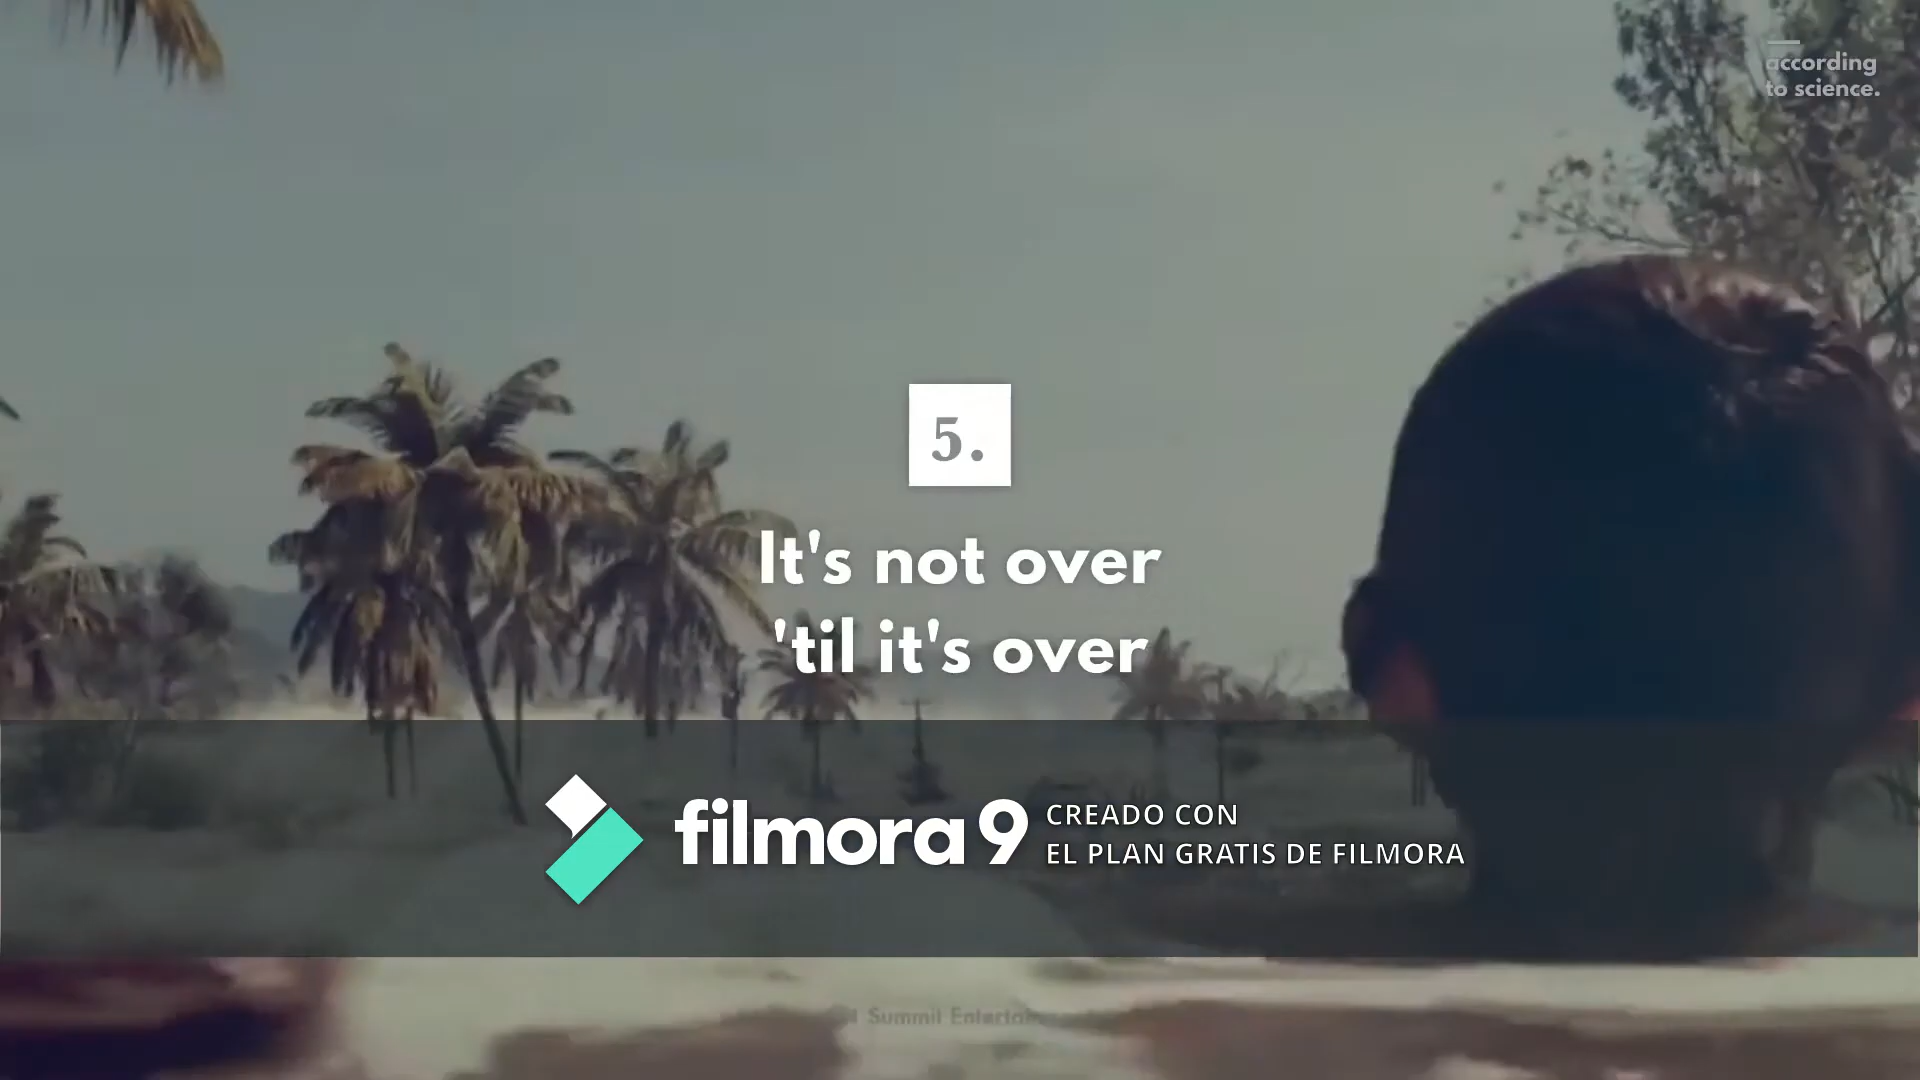 according
to science.
5.
It's not over
'til it's over
filmora 9
CREADO CON
EL PLAN GRATIS DE FILMORA
Summit